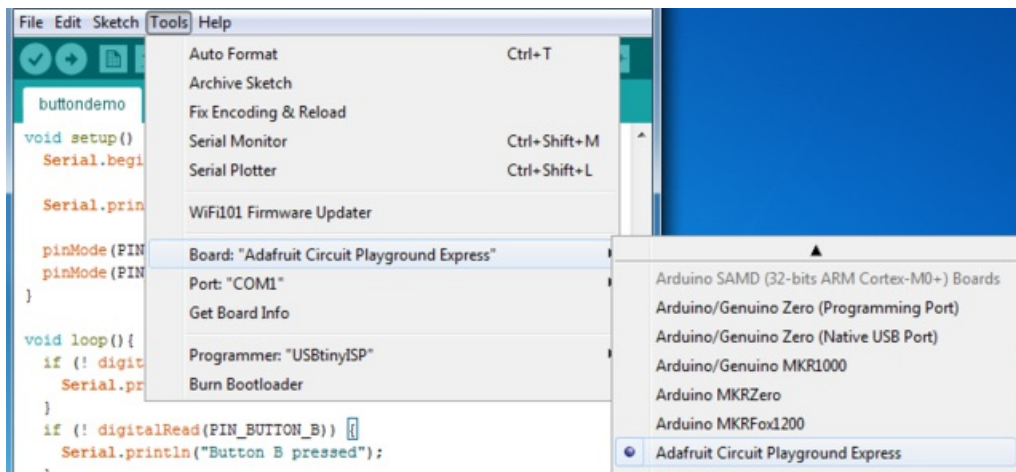 File Edit Sketch Tools Help
Auto Format Ctrl+T
Archive Sketch
Fix Encoding & Reload
Serial Monitor Ctrl+Shift+M
Serial Plotter Ctrl+Shift+L
WiFi101 Firmware Updater
Board: "Adafruit Circuit Playground Express"
Port: "COM1"
Get Board Info
Programmer: "USBtinyISP"
Burn Bootloader
Arduino SAMD (32-bits ARM Cortex-M0+) Boards
Arduino/Genuino Zero (Programming Port)
Arduino/Genuino Zero (Native USB Port)
Arduino/Genuino MKR1000
Arduino MKRZero
Arduino MKRFox1200
Adafruit Circuit Playground Express
buttondemo
void setup()
Serial.begi
Serial.prin
pinMode(PIN
pinMode(PIN
}
void loop(){
if (! digit
Serial.pr
}
if (! digitalRead(PIN_BUTTON_B)) {
Serial.println("Button B pressed");